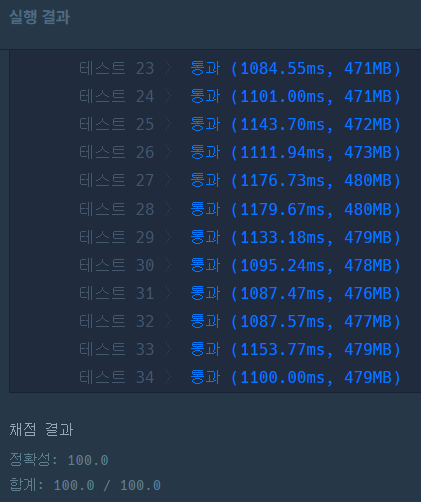 실행 결과
테스트 23 〉 통과 (1084.55ms, 471MB)
테스트 24 〉 통과 (1101.00ms, 471MB)
테스트 25 〉 통과 (1143.70ms, 472MB)
테스트 26 〉 통과 (1111.94ms, 473MB)
테스트 27 〉 통과 (1176.73ms, 480MB)
테스트 28 〉 통과 (1179.67ms, 480MB)
테스트 29 〉 통과 (1133.18ms, 479MB)
테스트 30 〉 통과 (1095.24ms, 478MB)
테스트 31 〉 통과 (1087.47ms, 476MB)
테스트 32 〉 통과 (1087.57ms, 477MB)
테스트 33 〉 통과 (1153.77ms, 479MB)
테스트 34 〉 통과 (1100.00ms, 479MB)
채점 결과
정확성: 100.0
합계: 100.0 / 100.0